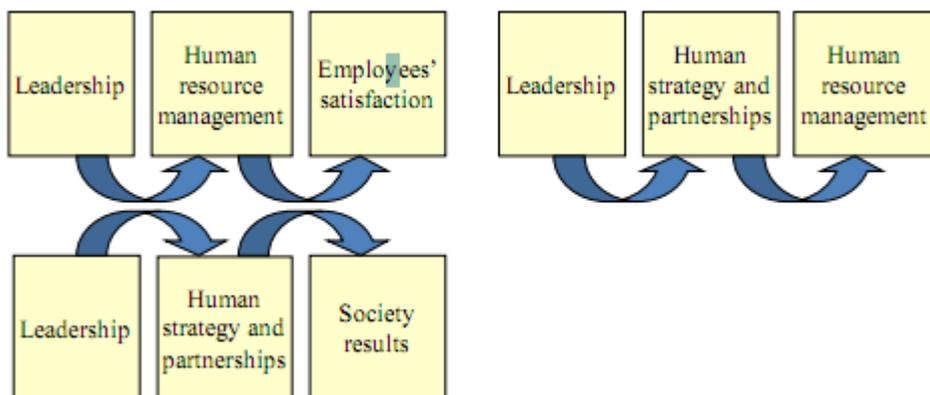 Leadership
Human
resource
management
Employees’
satisfaction
Leadership
Human
strategy and
partnerships
Human
resource
management
Leadership
Human
strategy and
partnerships
Society
results